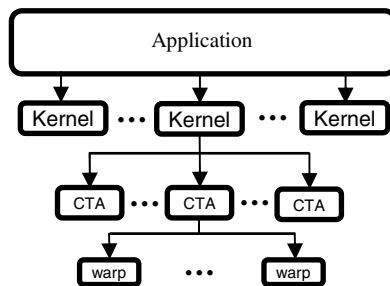 Application
Kernel ••• Kernel ••• Kernel
CTA ••• CTA ••• CTA
warp ••• warp